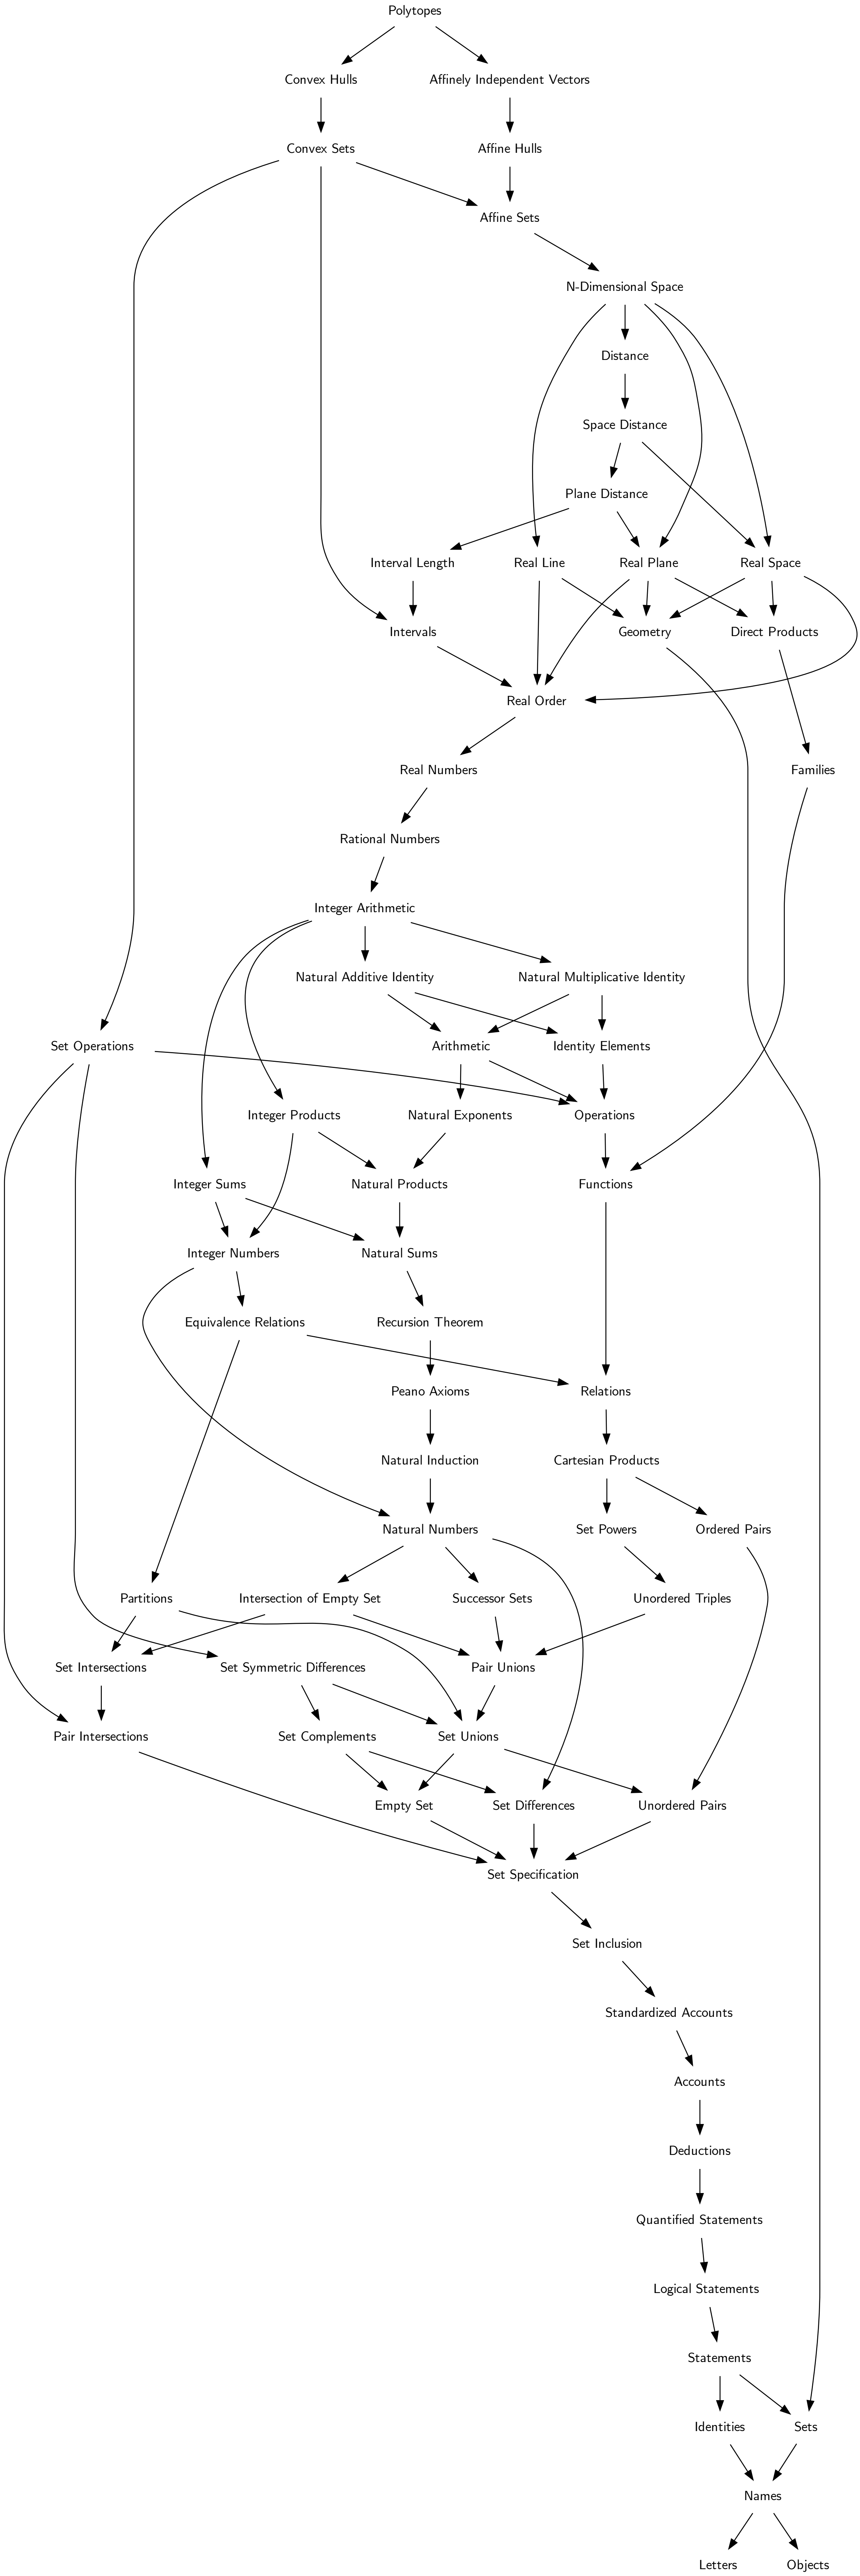 Polytopes
Convex Hulls
Affinely Independent Vectors
Convex Sets
Affine Hulls
Affine Sets
N-Dimensional Space
Distance
Space Distance
Plane Distance
Interval Length
Real Line
Real Plane
Real Space
Intervals
Geometry
Direct Products
Real Order
Real Numbers
Families
Rational Numbers
Integer Arithmetic
Natural Additive Identity
Natural Multiplicative Identity
Set Operations
Arithmetic
Identity Elements
Integer Products
Natural Exponents
Operations
Integer Sums
Natural Products
Functions
Integer Numbers
Natural Sums
Equivalence Relations
Recursion Theorem
Peano Axioms
Relations
Natural Induction
Cartesian Products
Natural Numbers
Set Powers
Ordered Pairs
Partitions
Intersection of Empty Set
Successor Sets
Unordered Triples
Set Intersections
Set Symmetric Differences
Pair Unions
Pair Intersections
Set Complements
Set Unions
Empty Set
Set Differences
Unordered Pairs
Set Specification
Set Inclusion
Standardized Accounts
Accounts
Deductions
Quantified Statements
Logical Statements
Statements
Identities
Sets
Names
Letters
Objects